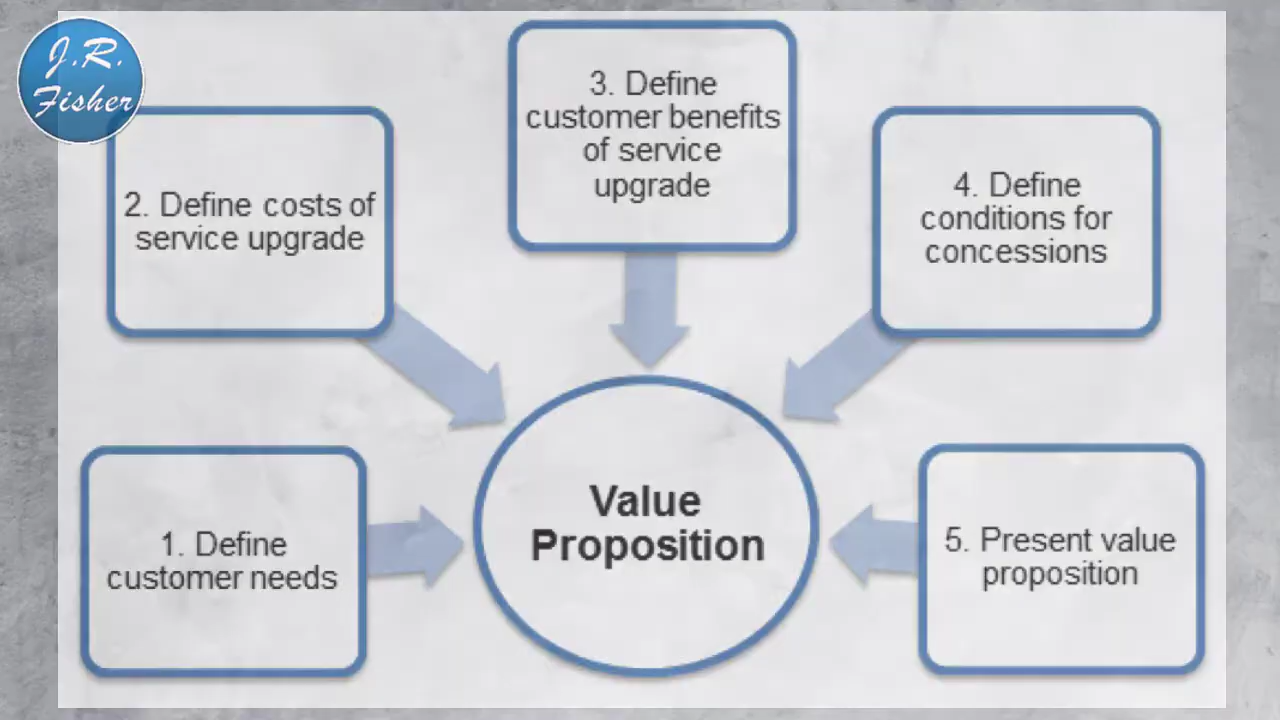 J.R.
Fisher
1. Define
customer needs
2. Define costs of
service upgrade
3. Define
customer benefits
of service
upgrade
4. Define
conditions for
concessions
5. Present value
proposition
Value
Proposition